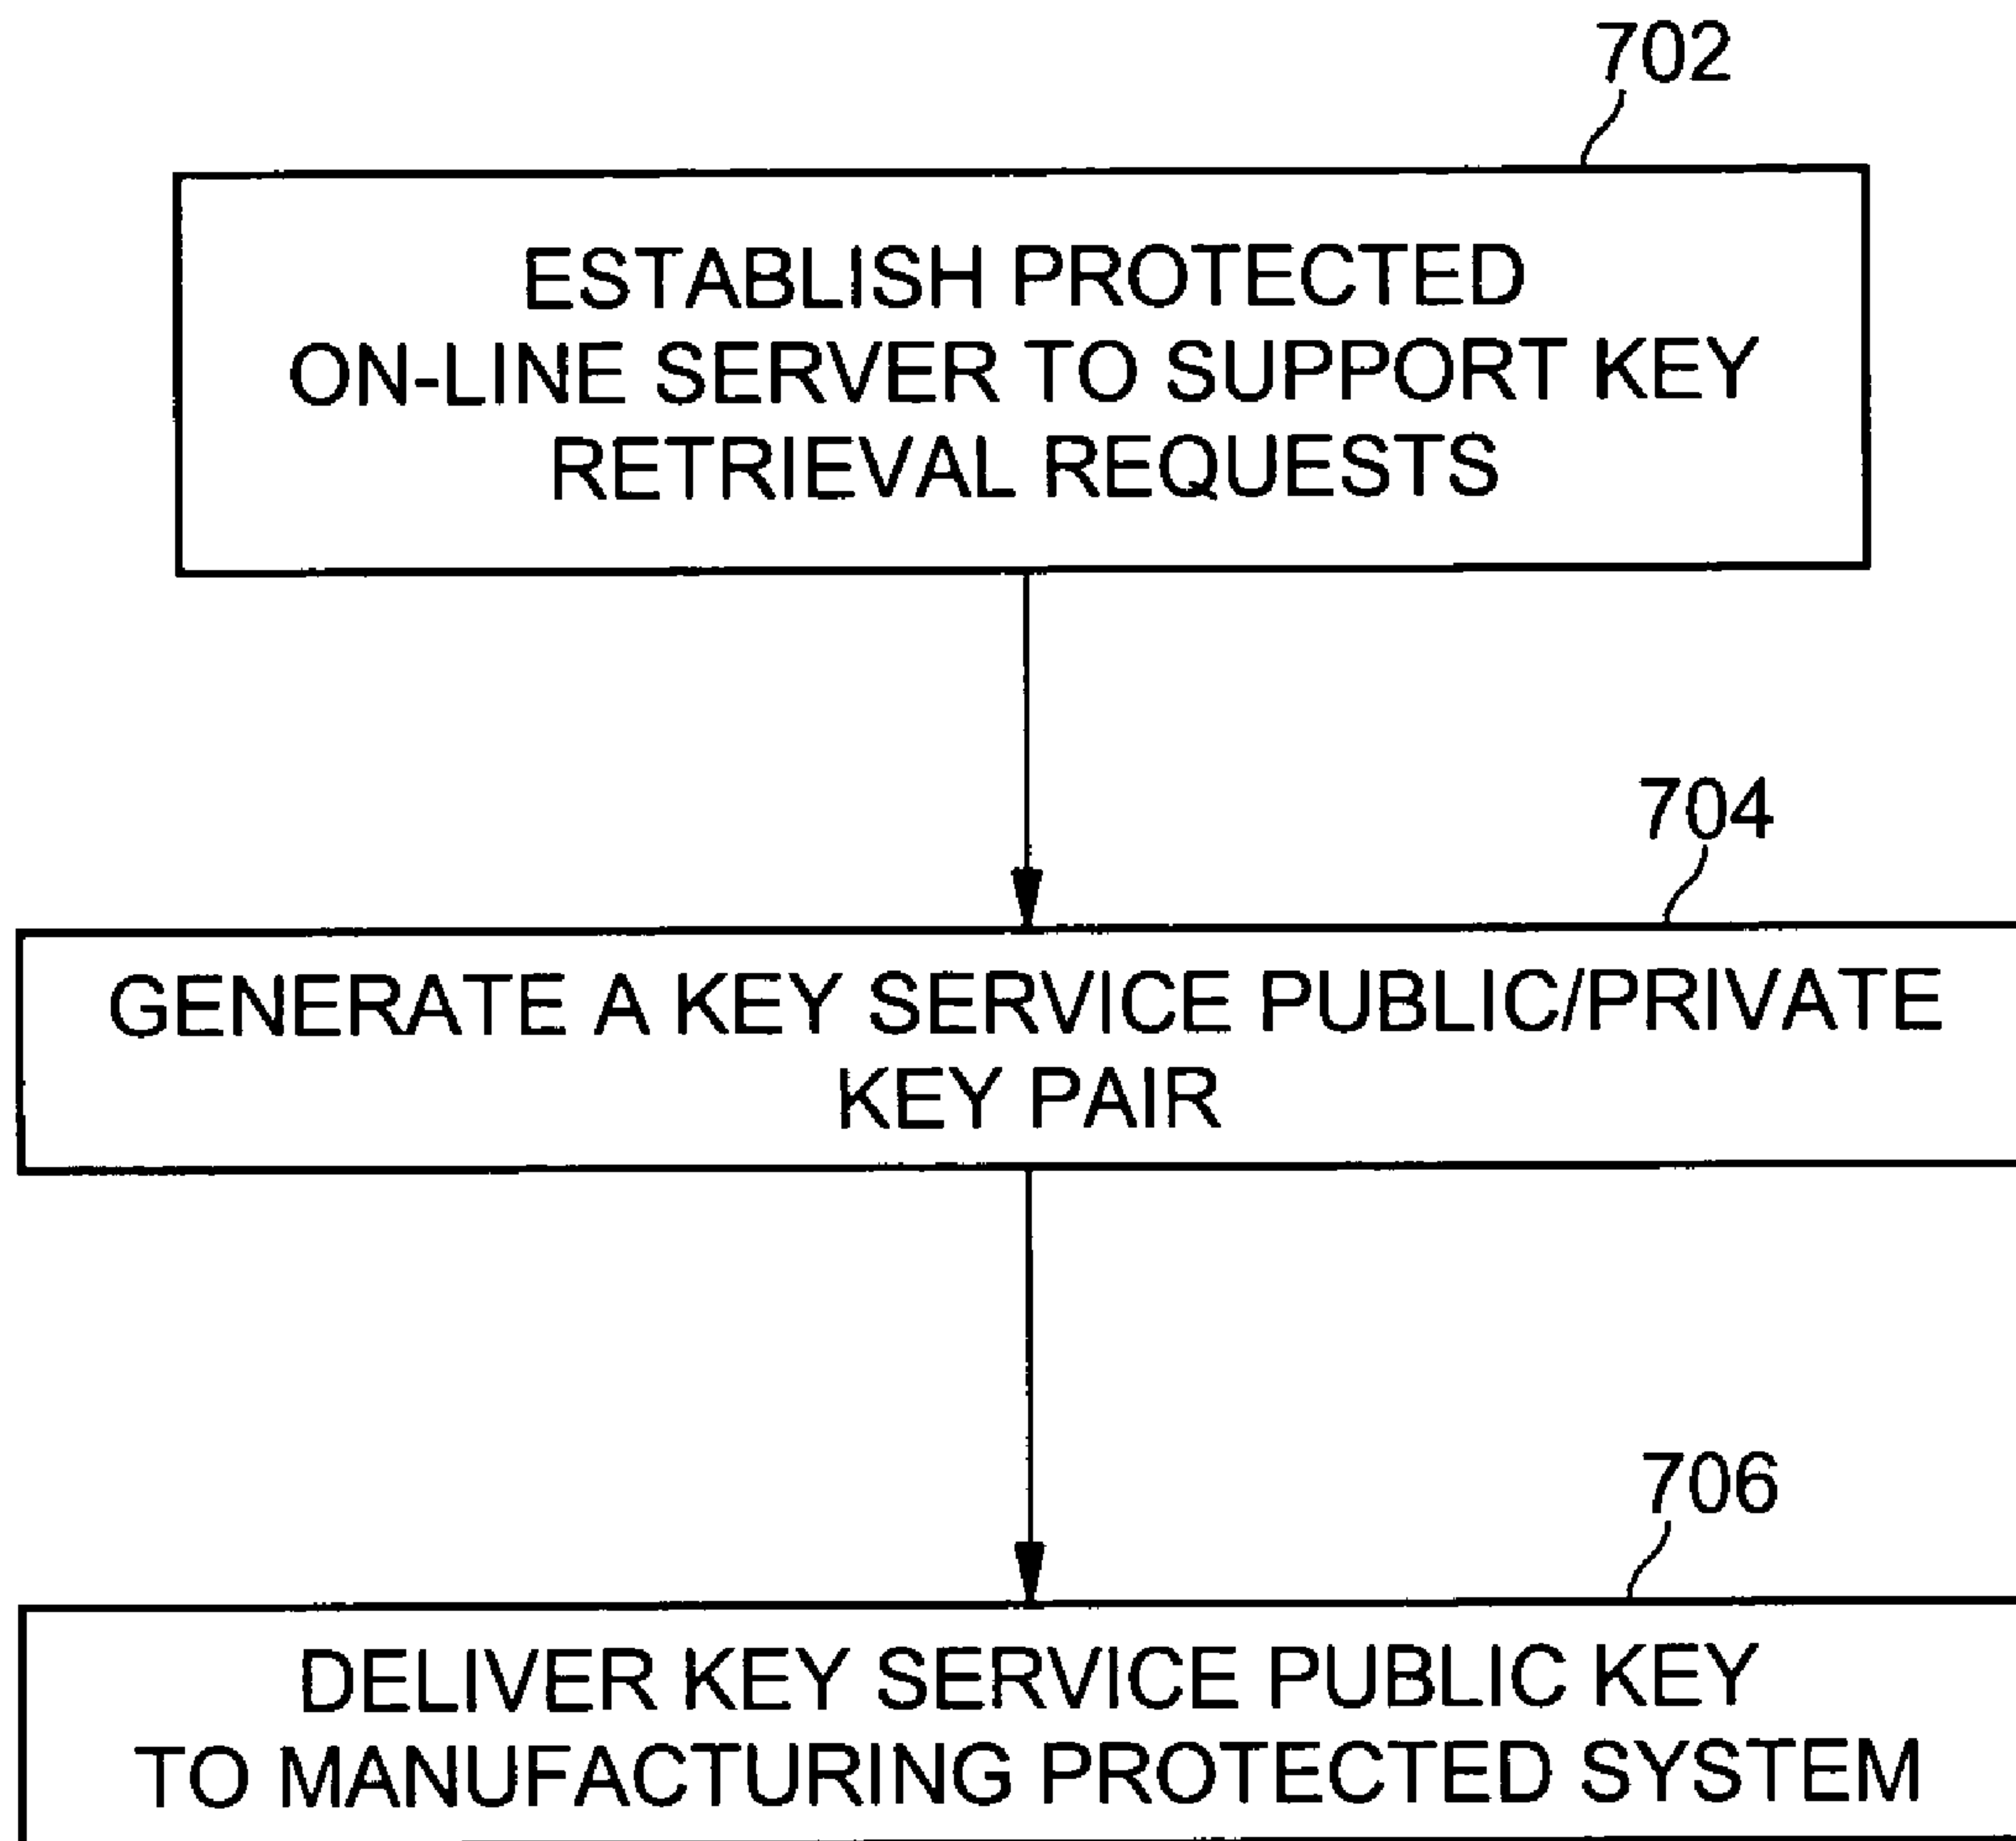 702
ESTABLISH PROTECTED
ON-LINE SERVER TO SUPPORT KEY
RETRIEVAL REQUESTS
704
GENERATE A KEY SERVICE PUBLIC/PRIVATE
KEY PAIR
706
DELIVER KEY SERVICE PUBLIC KEY
TO MANUFACTURING PROTECTED SYSTEM